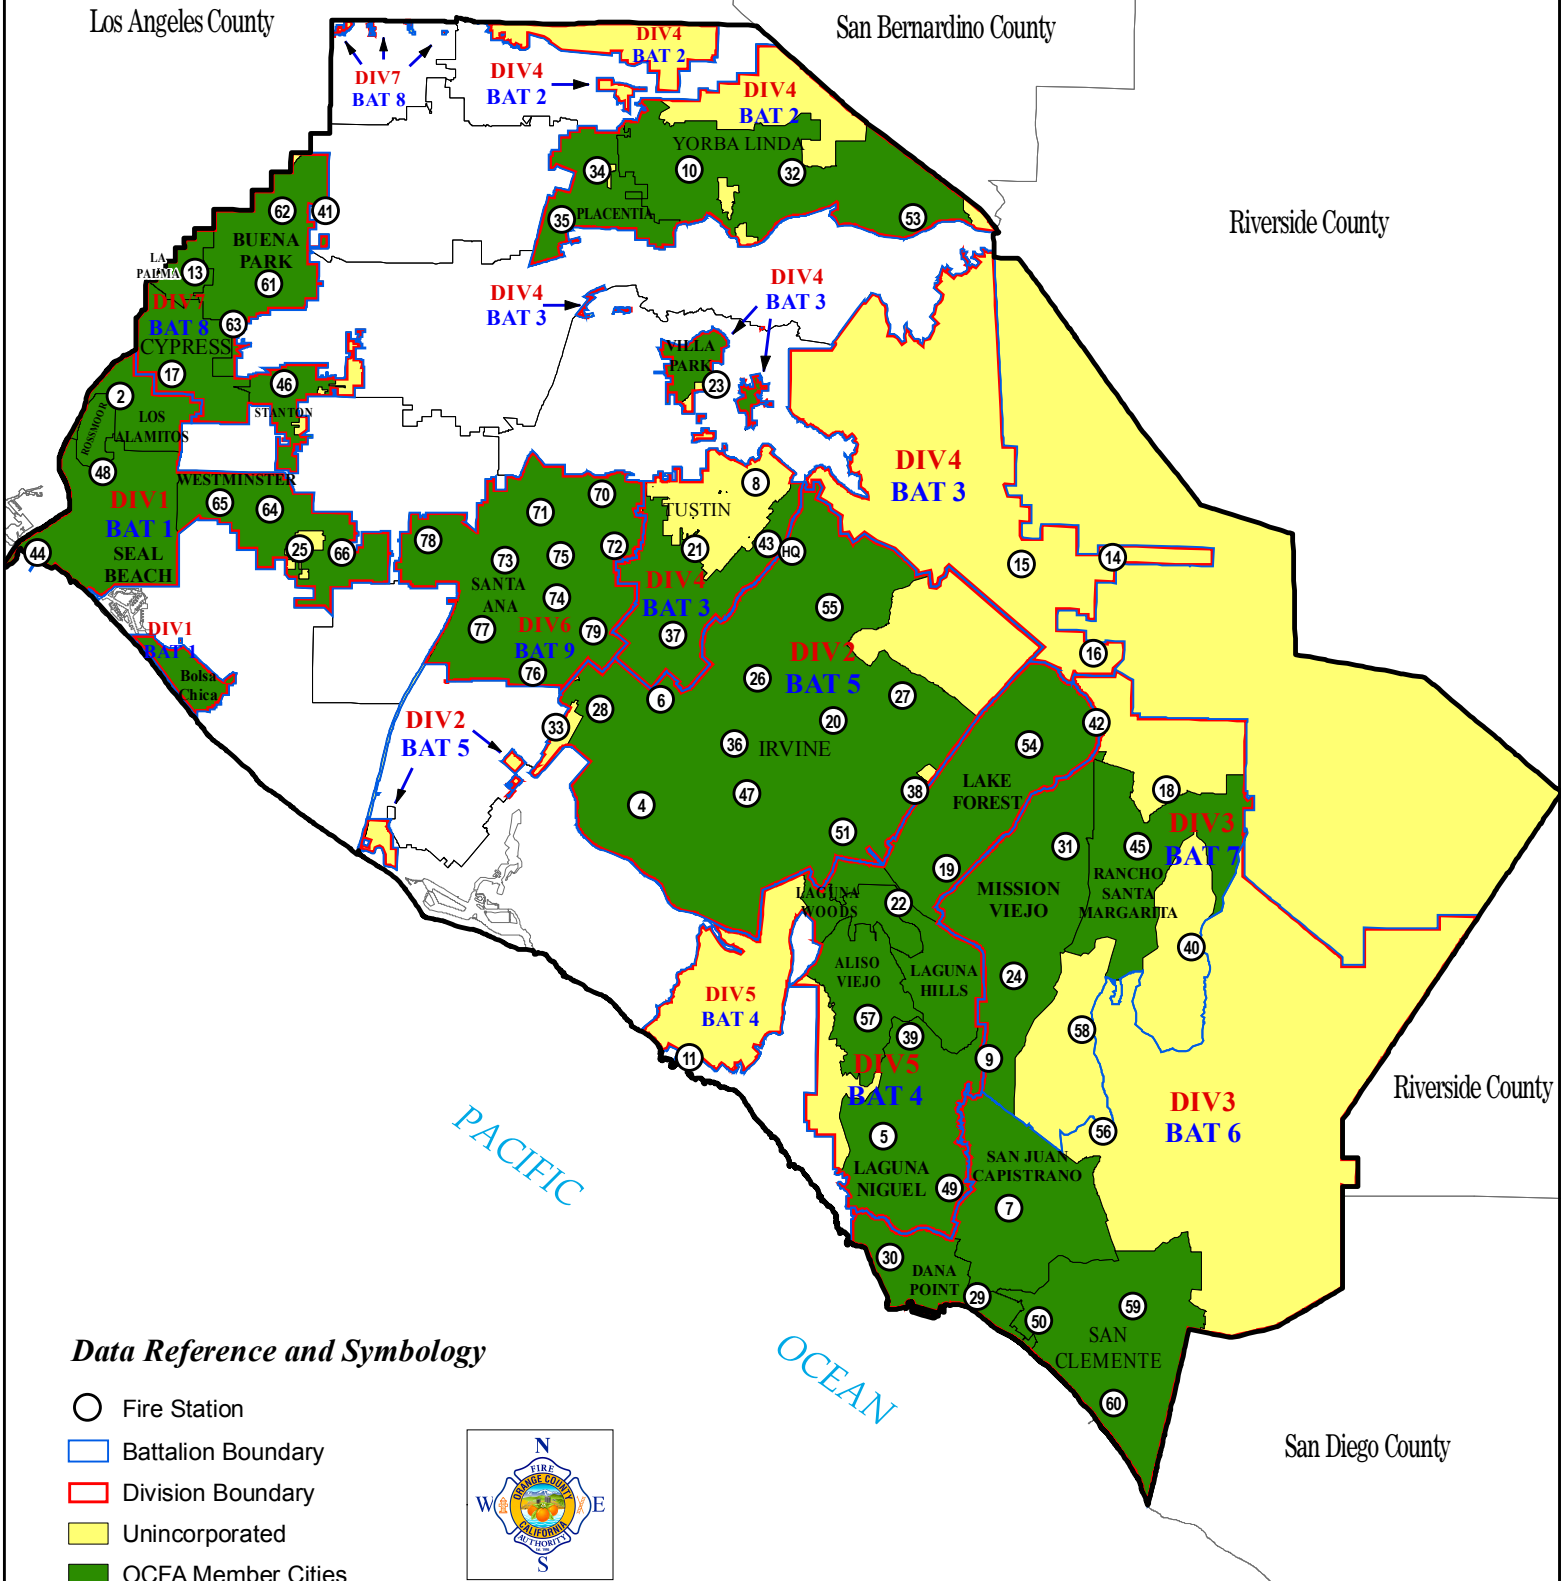 Los Angeles County
San Bernardino County
DIV4
BAT 2
DIV7
BAT 8
DIV4
BAT 2
DIV4
BAT 2
YORBA LINDA
34
10
32
62
41
35
PLACENTIA
53
Riverside County
BUENA
PARK
LA
PALMA
13
61
DIV4
BAT 3
DIV4
BAT 3
DIV7
BAT 8
63
CYPRESS
VILLA
PARK
17
46
23
2
LOS
ALAMITOS
ROSSMOOR
STANTON
48
WESTMINSTER
DIV4
BAT 3
8
DIV1
BAT 1
65
64
70
71
TUSTIN
78
44
SEAL
BEACH
25
66
73
75
72
21
43
HQ
15
14
SANTA
ANA
74
DIV4
BAT 3
55
DIV1
BAT 1
77
DIV6
BAT 9
79
37
DIV2
BAT 5
16
Bolsa
Chica
76
26
27
6
28
DIV2
BAT 5
33
20
42
36
IRVINE
54
4
47
38
LAKE
FOREST
18
51
DIV3
BAT 7
31
45
19
RANCHO
SANTA
MARGARITA
MISSION
VIEJO
LAGUNA
WOODS
22
40
ALISO
VIEJO
LAGUNA
HILLS
24
DIV5
BAT 4
57
39
58
11
DIV5
BAT 4
9
Riverside County
DIV3
BAT 6
PACIFIC
5
56
LAGUNA
NIGUEL
49
SAN JUAN
CAPISTRANO
7
30
DANA
POINT
29
50
59
SAN
CLEMENTE
OCEAN
60
San Diego County
Data Reference and Symbology
Fire Station
Battalion Boundary
Division Boundary
Unincorporated
OCFA Member Cities
N
W
E
S
FIRE
ORANGE COUNTY
CALIFORNIA
AUTHORITY